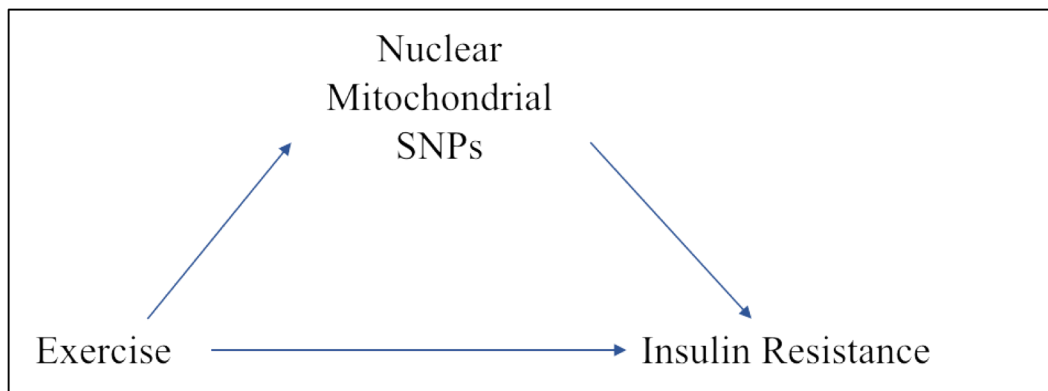 Nuclear
Mitochondrial
SNPs
Exercise
Insulin Resistance